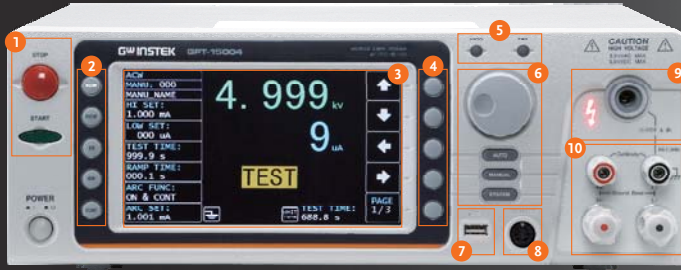 1
STOP
START
POWER
2
GWINSTEK GPT-15004
3
ACW
MANU. 000
MANU_NAME
HI SET:
1.000 mA
LOW SET:
000 uA
TEST TIME:
999.9 s
RAMP TIME:
000.1 s
ARC FUNC:
ON & CONT
ARC SET:
1.001 mA
4.999 kV
9 uA
TEST
TEST TIME:
688.8 s
PAGE
1/3
4
5
6
AUTO
SYSTEM
7
8
CAUTION
HIGH VOLTAGE
9
10
Continuity